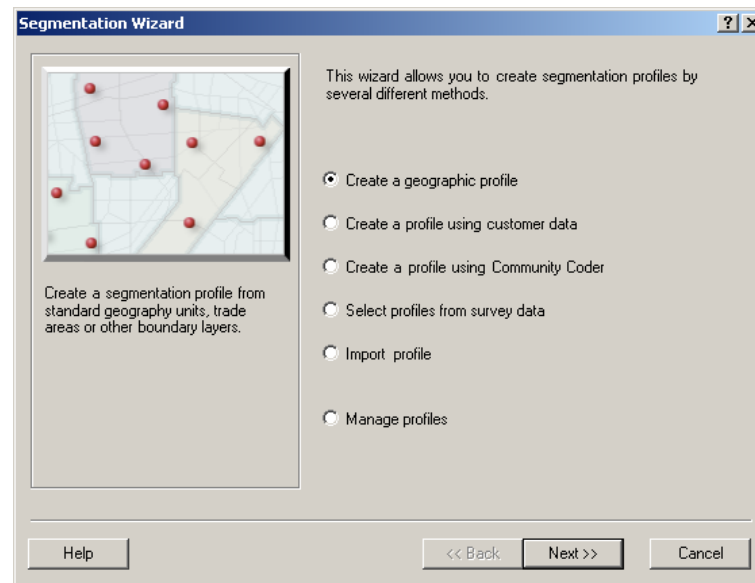 Segmentation Wizard
This wizard allows you to create segmentation profiles by
several different methods.
Create a geographic profile
Create a profile using customer data
Create a profile using Community Coder
Select profiles from survey data
Import profile
Manage profiles
Create a segmentation profile from
standard geography units, trade
areas or other boundary layers.
Help
<< Back
Next >>
Cancel